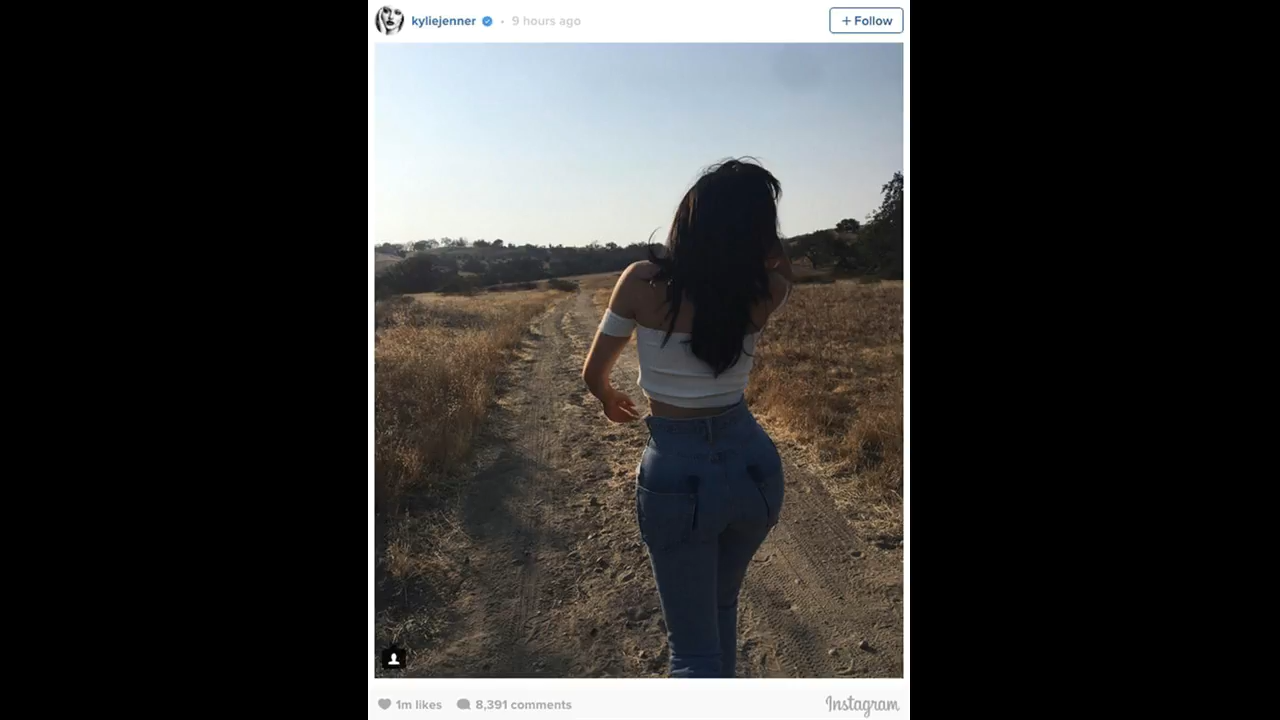 kyliejenner • 9 hours ago
+ Follow
1m likes 8,391 comments
Instagram